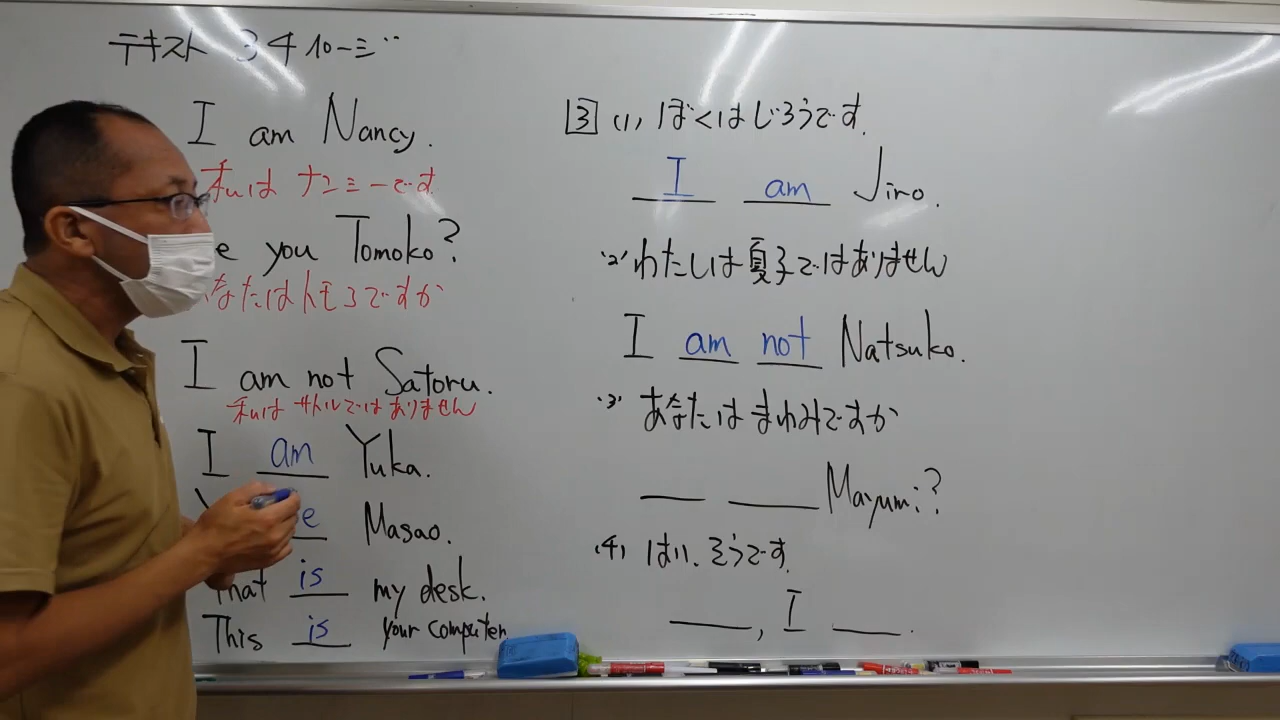 テキスト 34ページ
I am Nancy.
私は ナンシーです
e you Tomoko?
なたはトモコですか
I am not Satoru.
私は サトルではありません
I am Yuka.
e Masao.
That is my desk.
This is your computer
3 (1) ぼくはじろうです.
I am Jiro.
(2) わたしは夏子ではありません
I am not Natsuko.
(3) あなたはまゆみですか
__ __ Mayumi?
(4) はい、そうです.
__, I __.